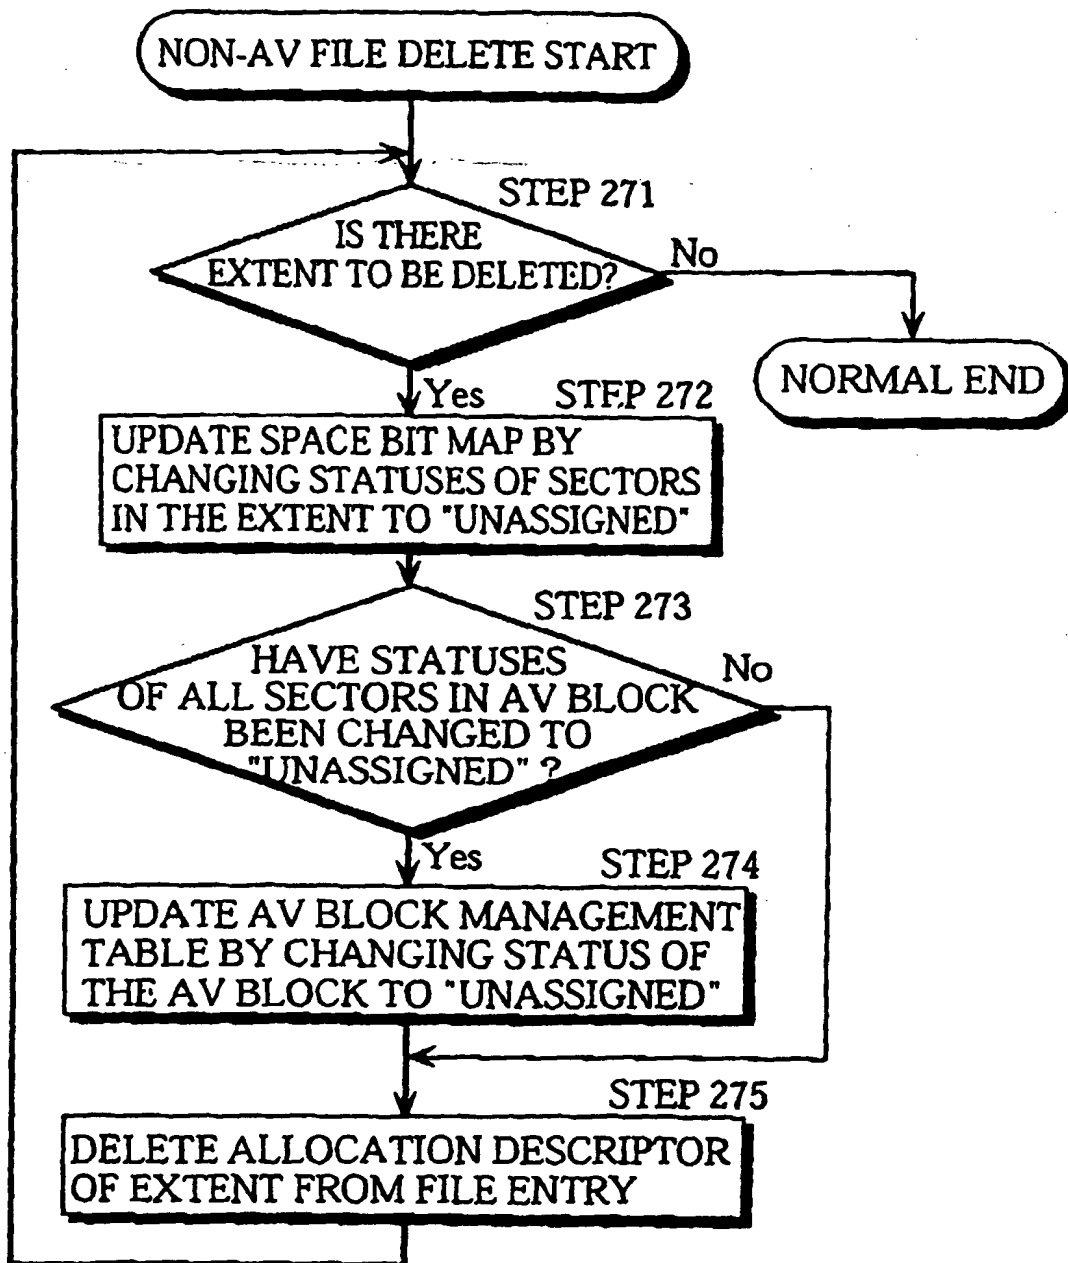 NON-AV FILE DELETE START
STEP 271
IS THERE
EXTENT TO BE DELETED?
No
NORMAL END
Yes
STEP 272
UPDATE SPACE BIT MAP BY
CHANGING STATUSES OF SECTORS
IN THE EXTENT TO "UNASSIGNED"
STEP 273
HAVE STATUSES
OF ALL SECTORS IN AV BLOCK
BEEN CHANGED TO
"UNASSIGNED" ?
No
Yes
STEP 274
UPDATE AV BLOCK MANAGEMENT
TABLE BY CHANGING STATUS OF
THE AV BLOCK TO "UNASSIGNED"
STEP 275
DELETE ALLOCATION DESCRIPTOR
OF EXTENT FROM FILE ENTRY